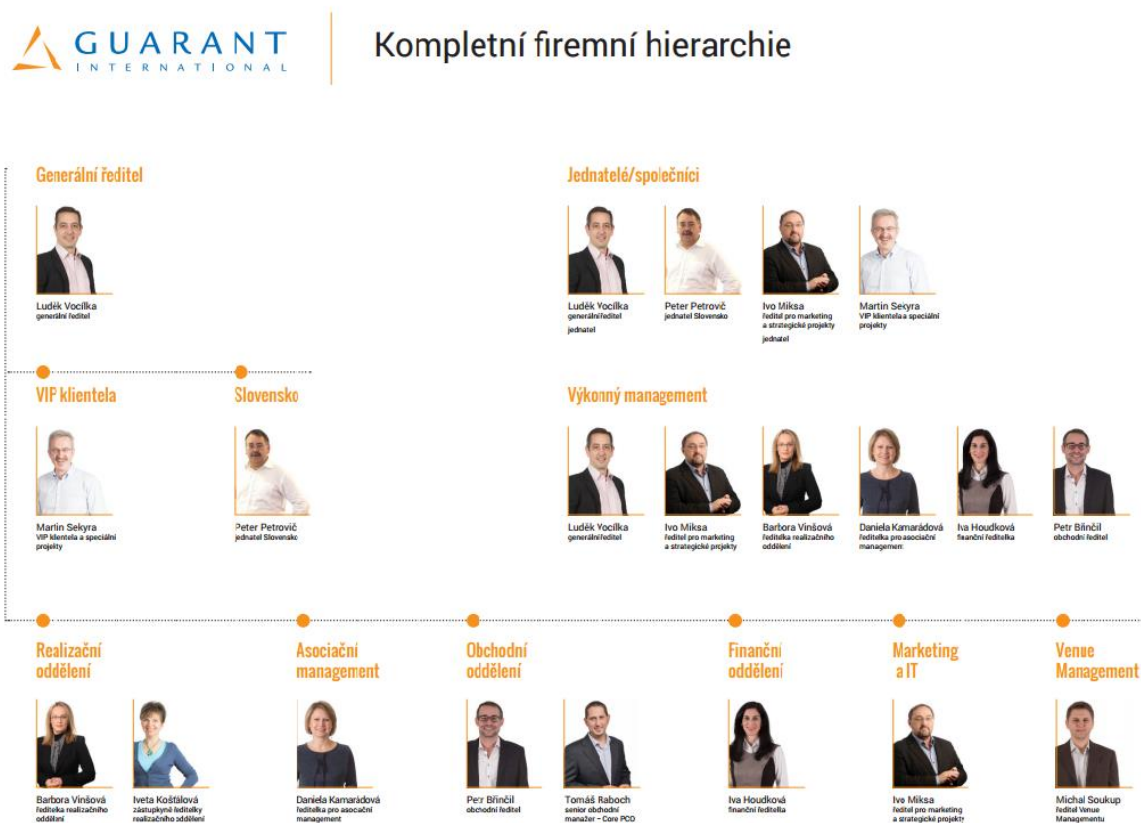 GUARANT
INTERNATIONAL
Kompletní firemní hierarchie
Generální ředitel
Luděk Vocílka
generální ředitel
Jednatelé/společníci
Luděk Vocílka
generální ředitel
jednatel
Peter Petrovič
jednatel Slovensko
Ivo Miksa
ředitel pro marketing
a strategické projekty
jednatel
Martin Sekyra
VIP klientela a speciální
projekty
VIP klientela
Martin Sekyra
VIP klientela a speciální
projekty
Slovensko
Peter Petrovič
jednatel Slovensko
Výkonný management
Luděk Vocílka
generální ředitel
Ivo Miksa
ředitel pro marketing
a strategické projekty
Barbora Vinšová
ředitelka realizačního
oddělení
Daniela Kamarádová
ředitelka pro asociační
management
Iva Houdková
finanční ředitelka
Petr Břinčil
obchodní ředitel
Realizační
oddělení
Barbora Vinšová
ředitelka realizačního
oddělení
Iveta Košťálová
zástupkyně ředitelky
realizačního oddělení
Asociační
management
Daniela Kamarádová
ředitelka pro asociační
management
Obchodní
oddělení
Petr Břinčil
obchodní ředitel
Tomáš Raboch
senior obchodní
manažer – Core PCO
Finanční
oddělení
Iva Houdková
finanční ředitelka
Marketing
a IT
Ivo Miksa
ředitel pro marketing
a strategické projekty
Venue
Management
Michal Soukup
ředitel Venue
Managementu